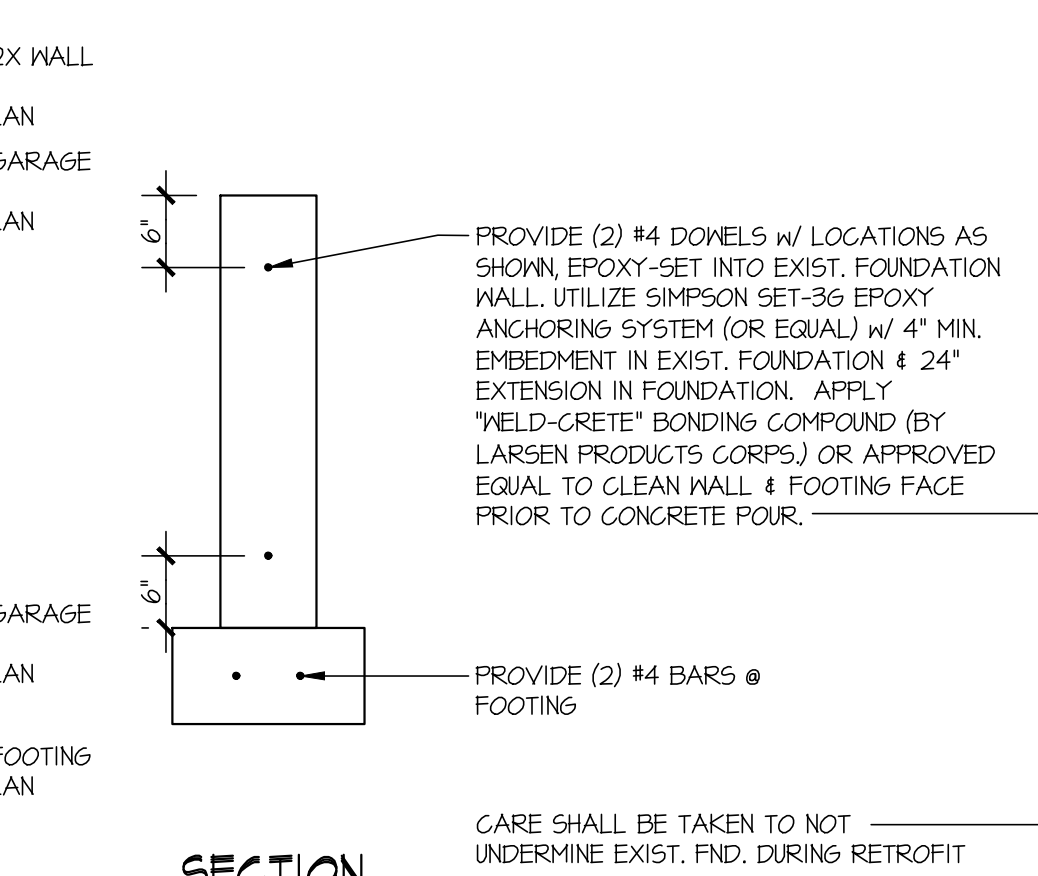 2X WALL
GARAGE
6"
PROVIDE (2) #4 DOWELS W/ LOCATIONS AS
SHOWN, EPOXY-SET INTO EXIST. FOUNDATION
WALL. UTILIZE SIMPSON SET-3G EPOXY
ANCHORING SYSTEM (OR EQUAL) W/ 4" MIN.
EMBEDMENT IN EXIST. FOUNDATION & 24"
EXTENSION IN FOUNDATION. APPLY
"WELD-CRETE" BONDING COMPOUND (BY
LARSEN PRODUCTS CORPS.) OR APPROVED
EQUAL TO CLEAN WALL & FOOTING FACE
PRIOR TO CONCRETE POUR.
6"
GARAGE
PROVIDE (2) #4 BARS @
FOOTING
FOOTING
CARE SHALL BE TAKEN TO NOT
UNDERMINE EXIST. FND. DURING RETROFIT
SECTION